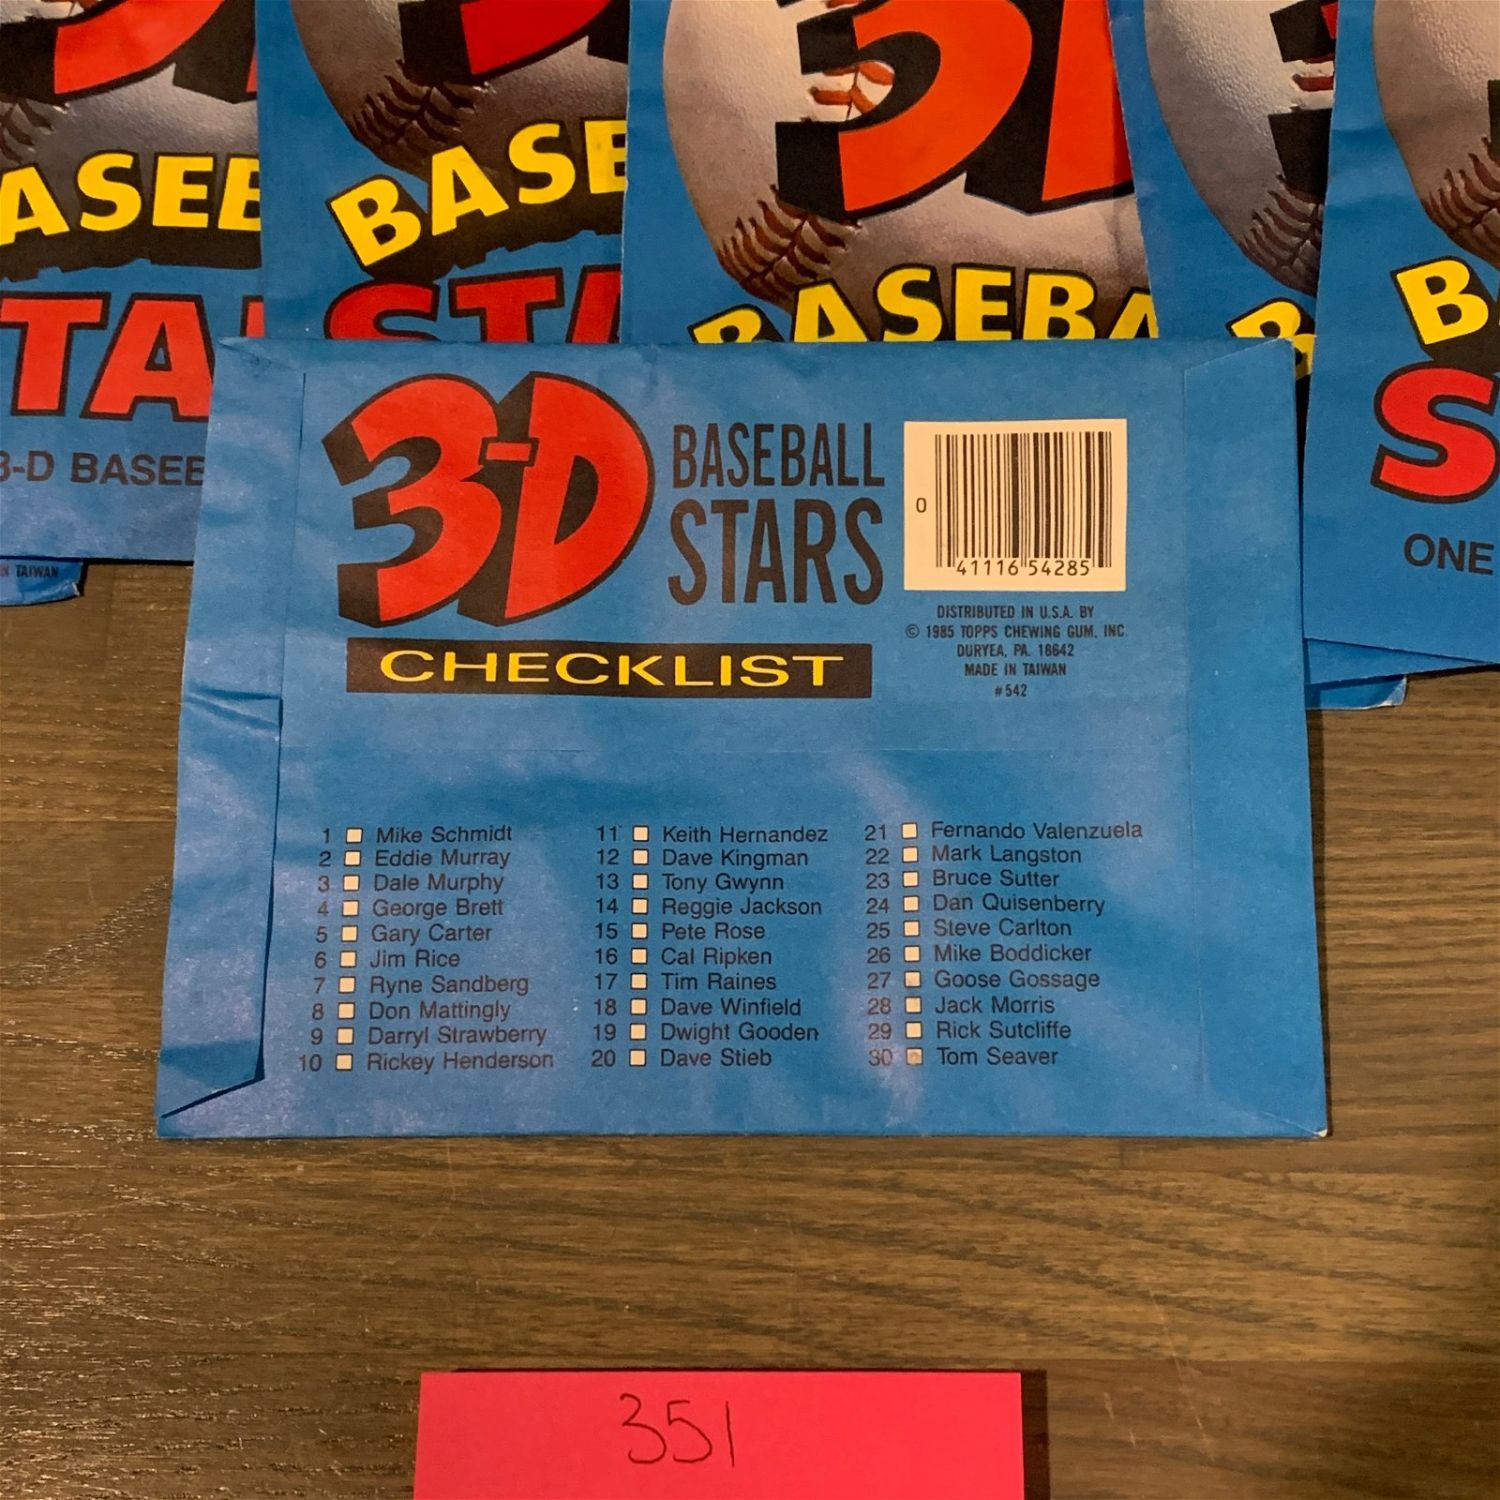 3
BASEB
TA
3-D BASEB
N TAIWAN
BASEB
STA
3
BASEBA
B
B
S
ONE
3-D BASEBALL
STARS
CHECKLIST
0 41116 54285
DISTRIBUTED IN U.S.A. BY
© 1985 TOPPS CHEWING GUM, INC.
DURYEA, PA. 18642
MADE IN TAIWAN
#542
1 Mike Schmidt
2 Eddie Murray
3 Dale Murphy
4 George Brett
5 Gary Carter
6 Jim Rice
7 Ryne Sandberg
8 Don Mattingly
9 Darryl Strawberry
10 Rickey Henderson
11 Keith Hernandez
12 Dave Kingman
13 Tony Gwynn
14 Reggie Jackson
15 Pete Rose
16 Cal Ripken
17 Tim Raines
18 Dave Winfield
19 Dwight Gooden
20 Dave Stieb
21 Fernando Valenzuela
22 Mark Langston
23 Bruce Sutter
24 Dan Quisenberry
25 Steve Carlton
26 Mike Boddicker
27 Goose Gossage
28 Jack Morris
29 Rick Sutcliffe
30 Tom Seaver
351